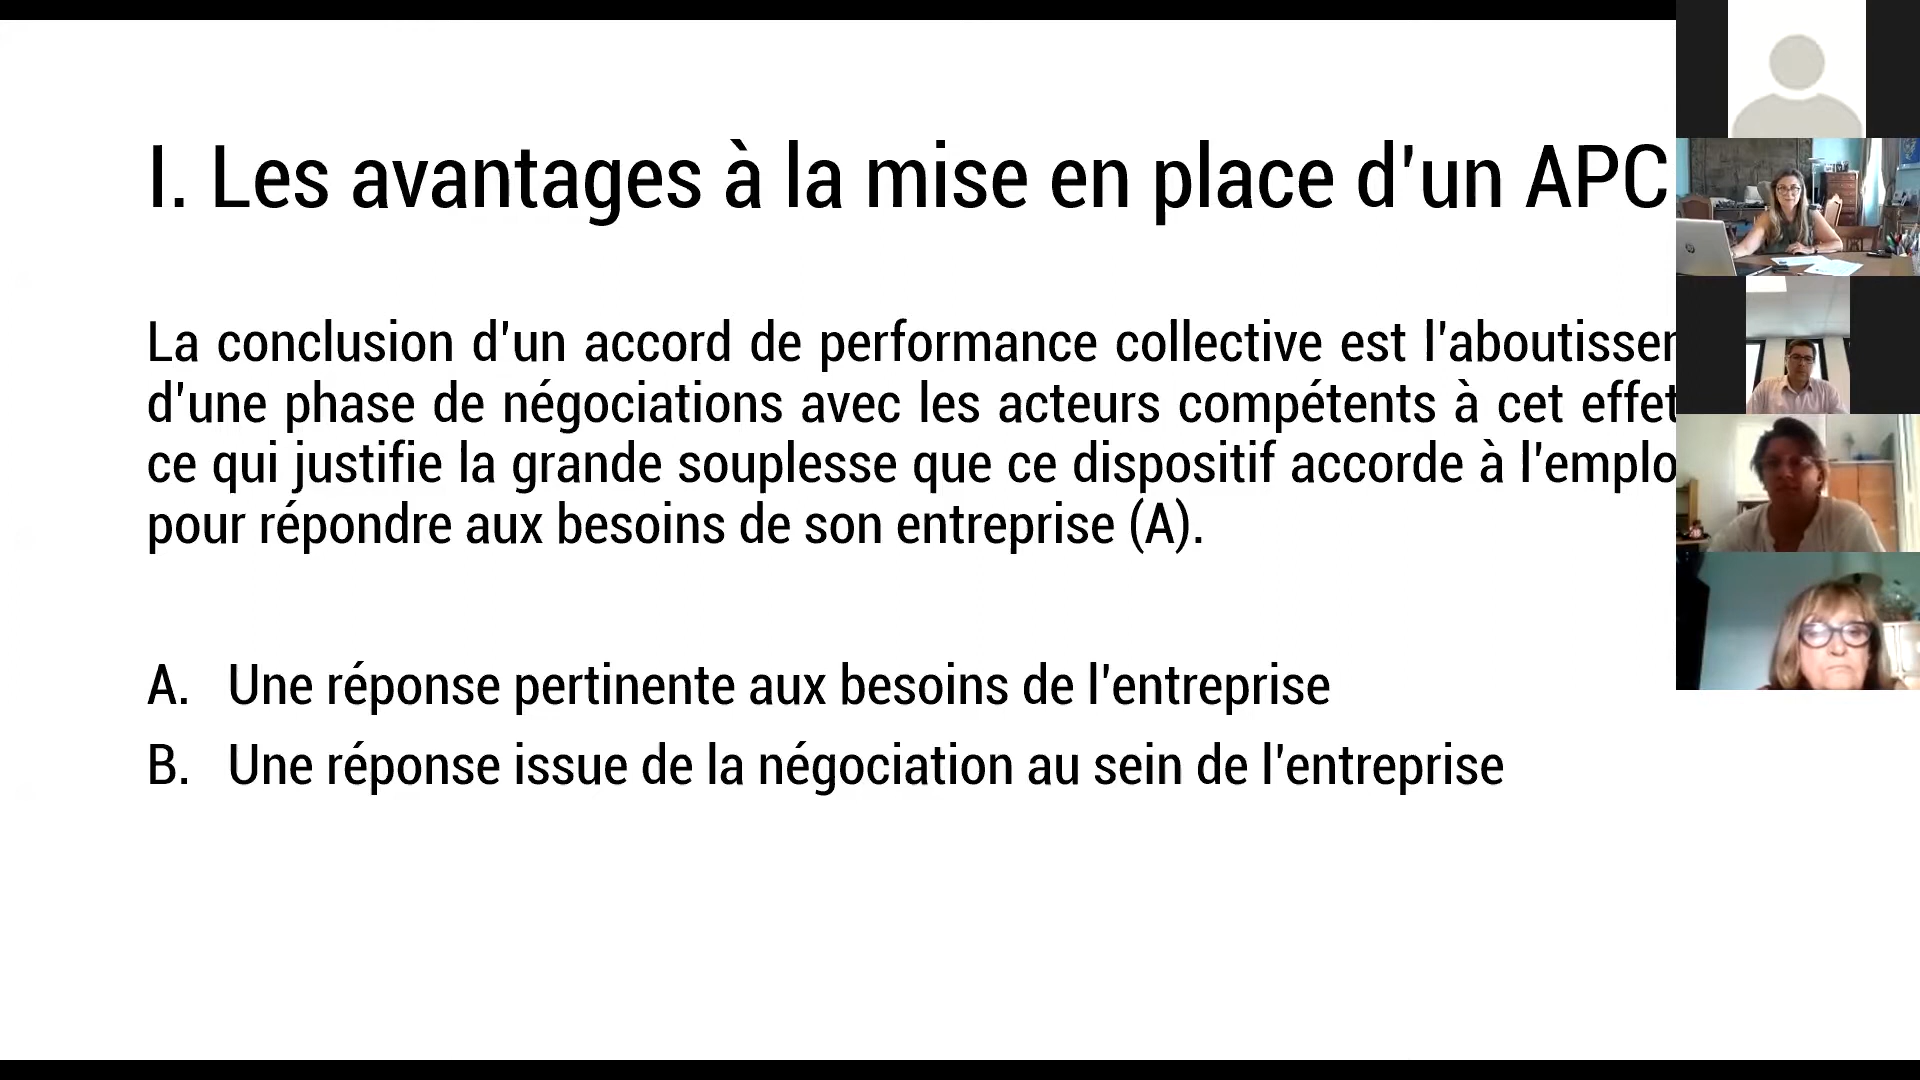 I. Les avantages à la mise en place d'un APC
La conclusion d'un accord de performance collective est l'aboutissem
d'une phase de négociations avec les acteurs compétents à cet effet
ce qui justifie la grande souplesse que ce dispositif accorde à l'emplo
pour répondre aux besoins de son entreprise (A).
A. Une réponse pertinente aux besoins de l'entreprise
B. Une réponse issue de la négociation au sein de l'entreprise